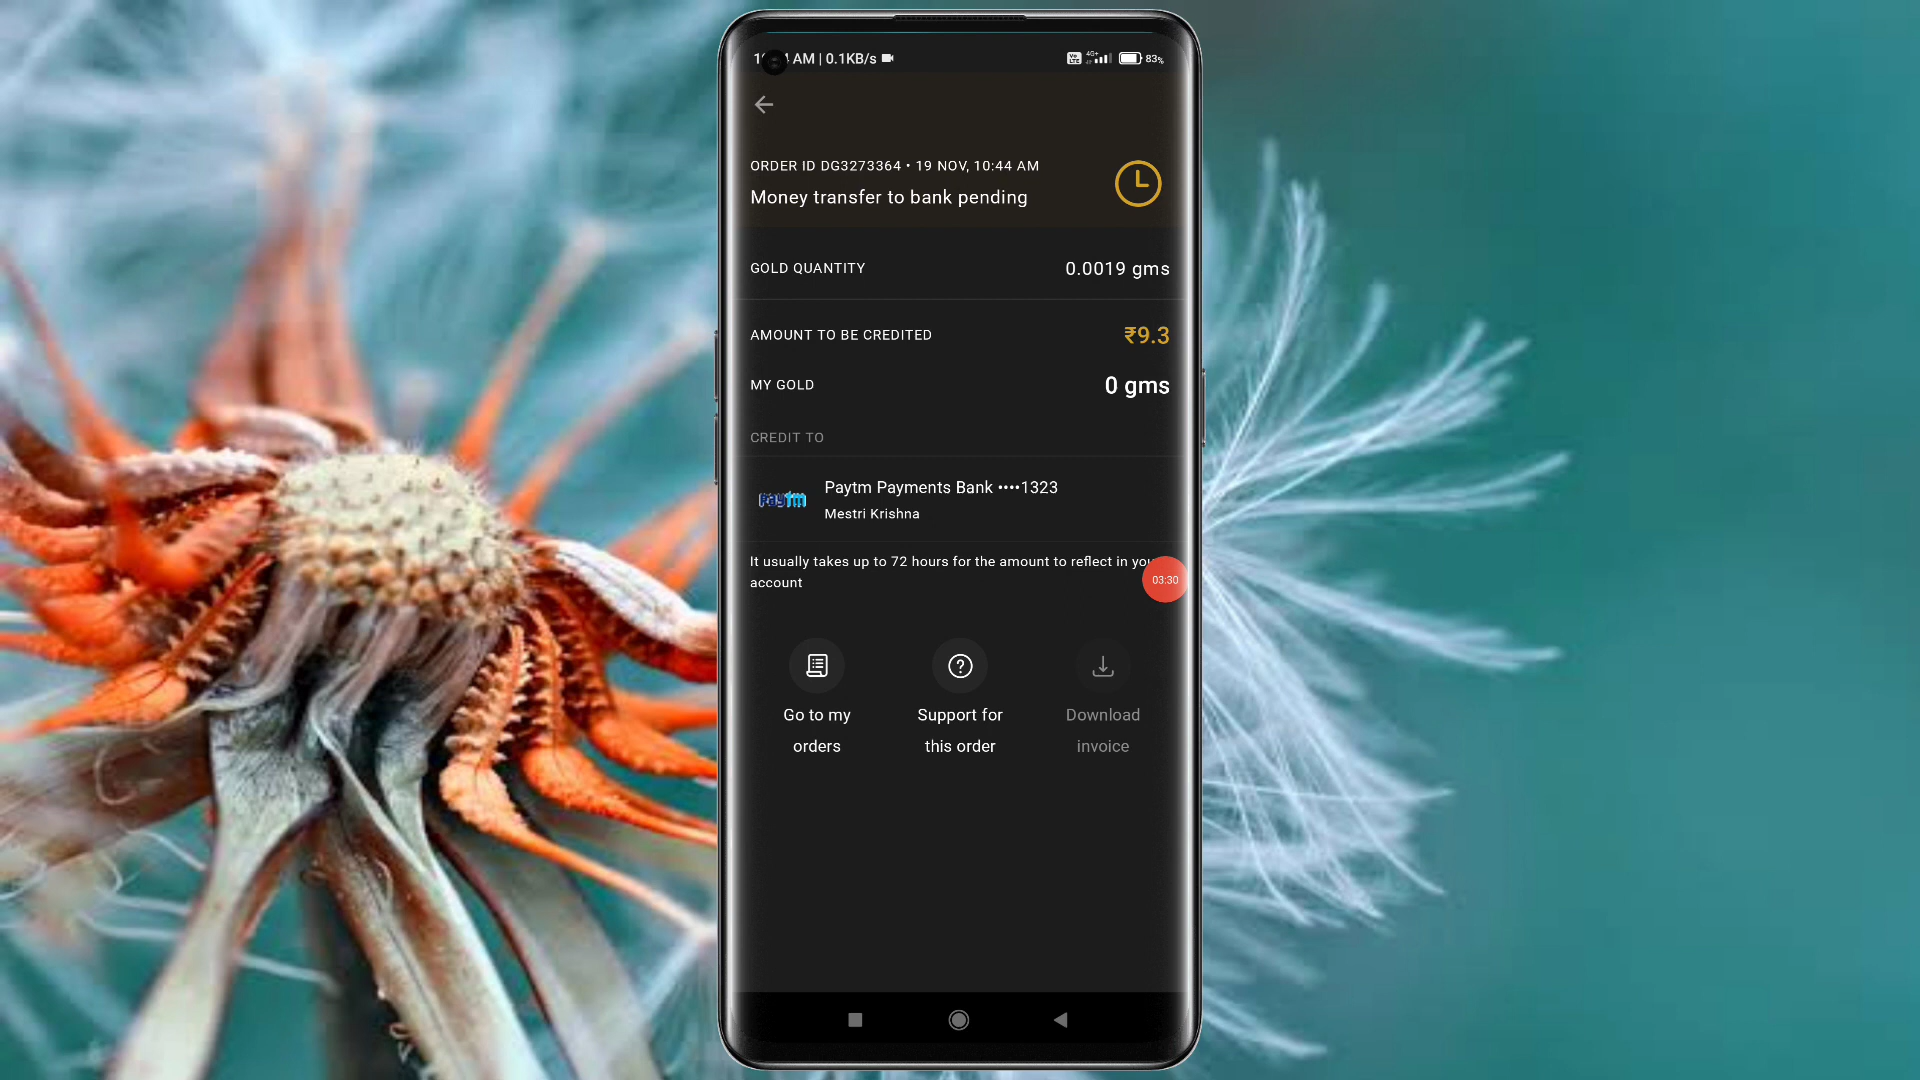 AM | 0.1KB/s
4G+
83%
ORDER ID DG3273364 • 19 NOV, 10:44 AM
Money transfer to bank pending
GOLD QUANTITY
0.0019 gms
AMOUNT TO BE CREDITED
₹9.3
MY GOLD
0 gms
CREDIT TO
paytm
Paytm Payments Bank ••••1323
Mestri Krishna
It usually takes up to 72 hours for the amount to reflect in
account
03:30
Go to my
orders
Support for
this order
Download
invoice